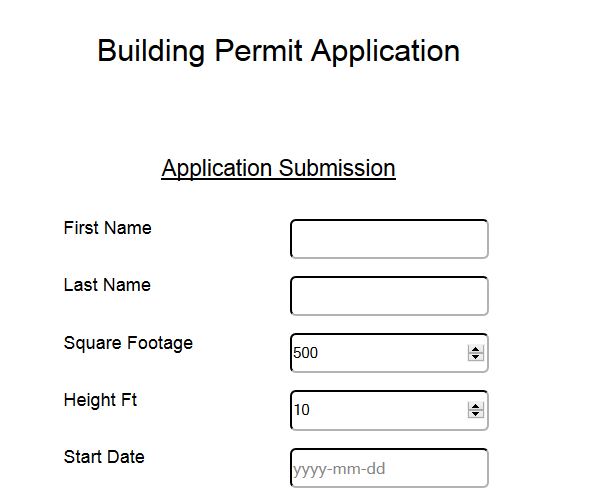 Building Permit Application
Application Submission
First Name
Last Name
Square Footage 500
Height Ft 10
Start Date yyyy-mm-dd